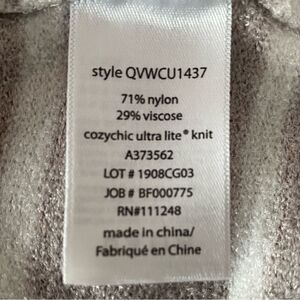 style QVWCU1437
71% nylon
29% viscose
cozychic ultra lite® knit
A373562
LOT # 1908CG03
JOB # BF000775
RN#111248
made in china/
Fabriqué en Chine